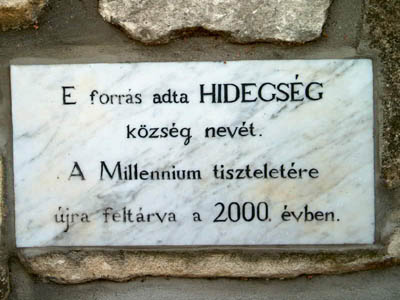 E forrás adta HIDEGSÉG
község nevét.
A Millennium tiszteletére
újra feltárva a 2000. évben.